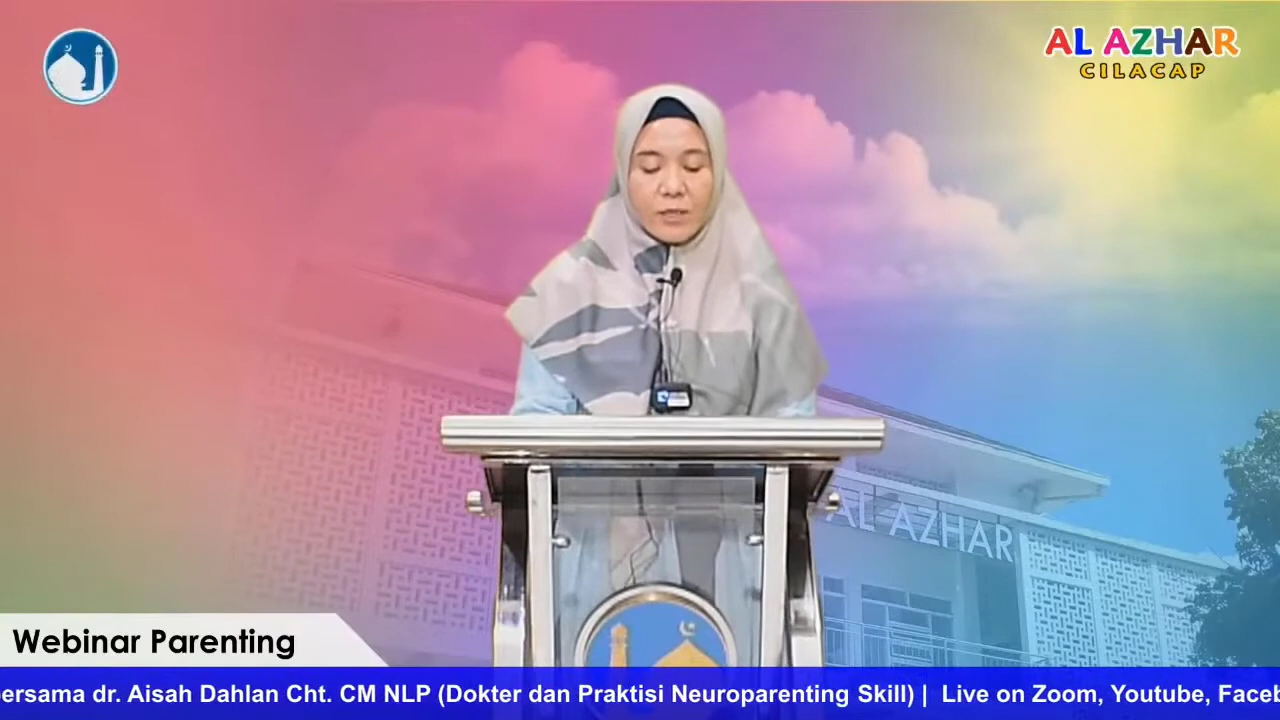 AL AZHAR
CILACAP
AL AZHAR
Webinar Parenting
ersama dr. Aisah Dahlan Cht. CM NLP (Dokter dan Praktisi Neuroparenting Skill) | Live on Zoom, Youtube, Faceb